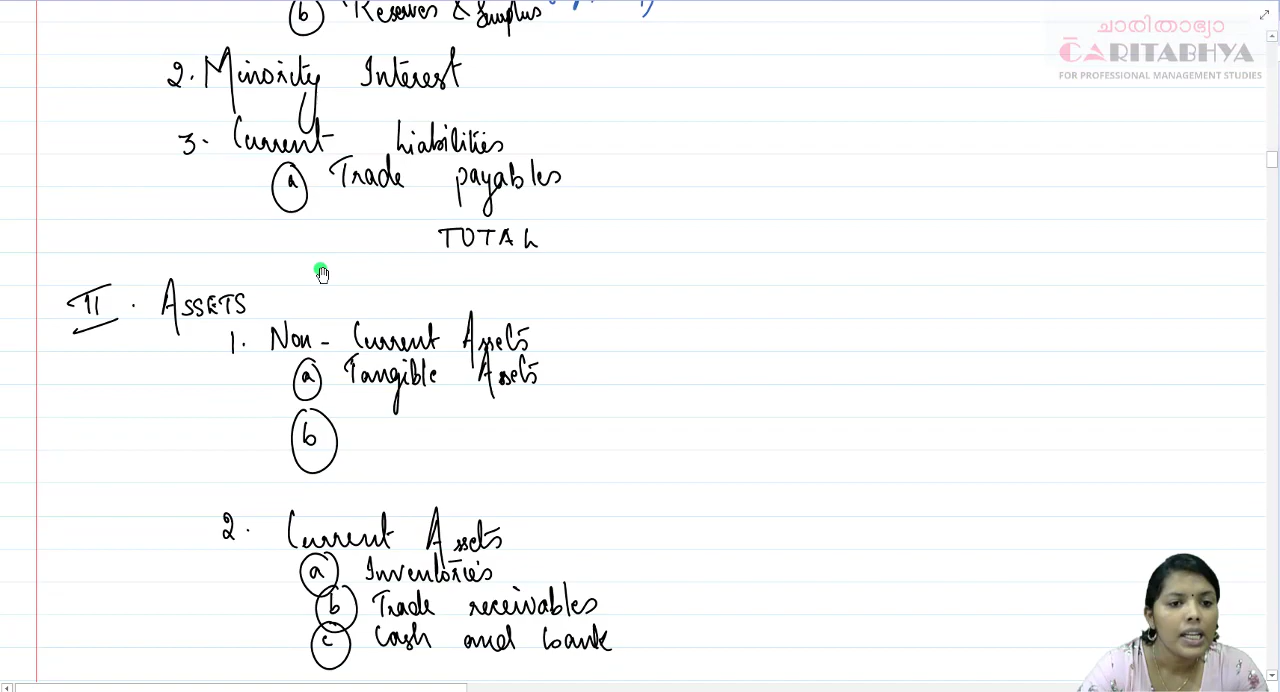 (b) Reserves & Surplus
2. Minority Interest
3. Current Liabilities
(a) Trade payables
TOTAL
II. ASSETS
1. Non-Current Assets
(a) Tangible Assets
(b)
2. Current Assets
(a) Inventories
(b) Trade receivables
(c) Cash and bank
ചാരിതാഭ്യാ
CARITABHYA
FOR PROFESSIONAL MANAGEMENT STUDIES